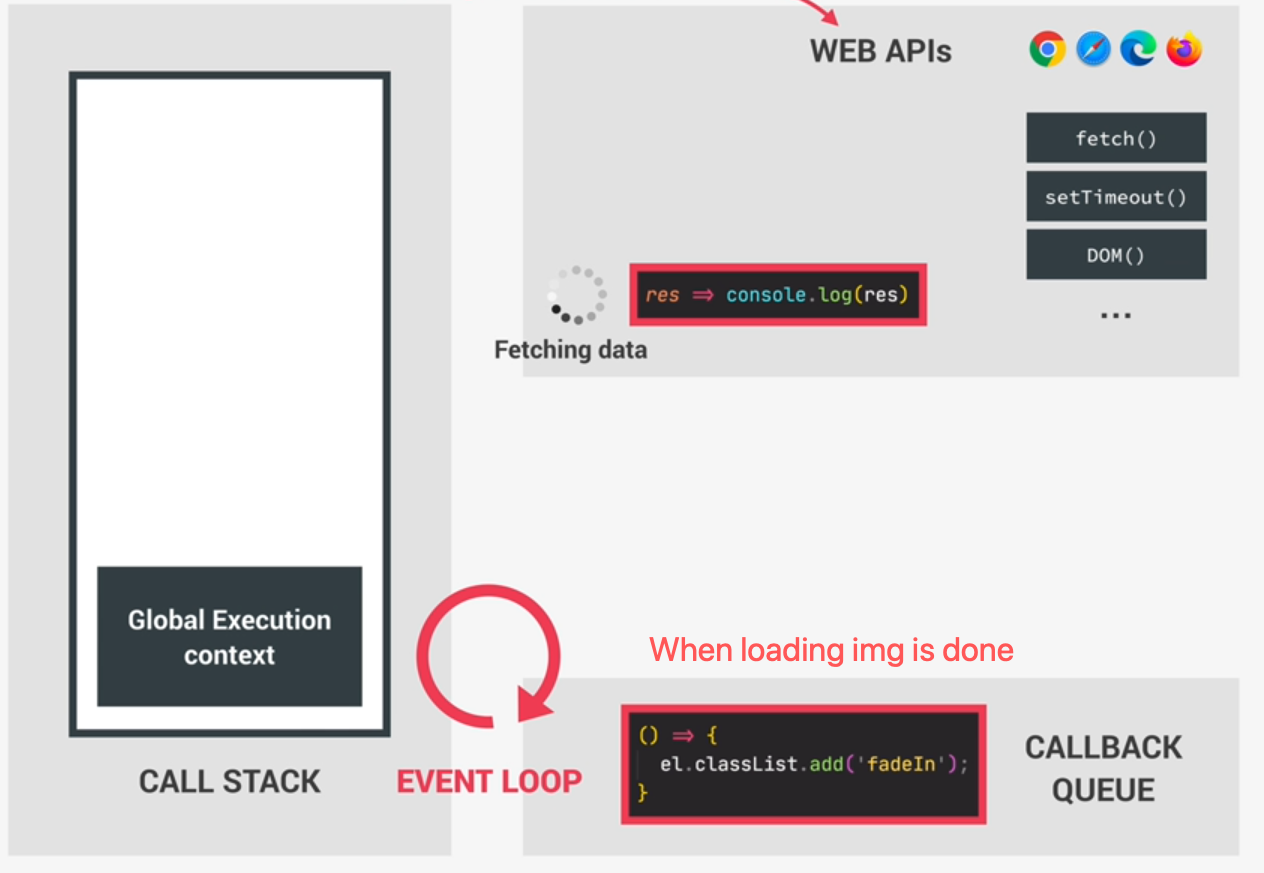 WEB APIs
fetch()
setTimeout()
DOM()
...
res => console.log(res)
Fetching data
Global Execution
context
CALL STACK
EVENT LOOP
When loading img is done
() => {
el.classList.add('fadeIn');
}
CALLBACK
QUEUE